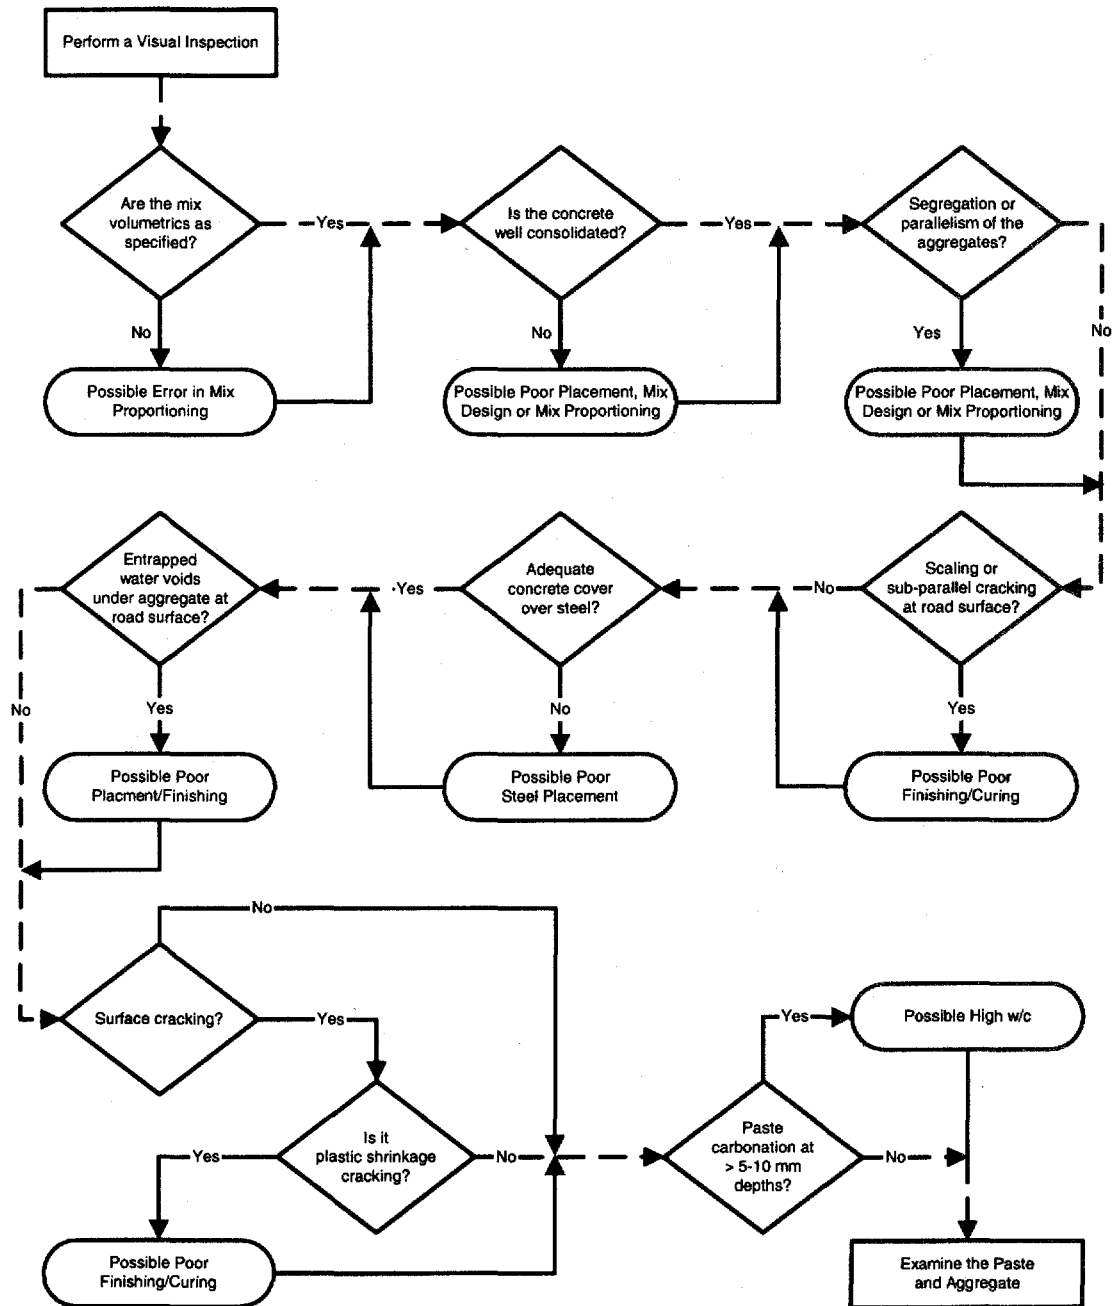 Perform a Visual Inspection
Are the mix
volumetrics as
specified?
Yes
Is the concrete
well consolidated?
Yes
Segregation or
parallelism of the
aggregates?
No
No
Yes
No
Possible Error in Mix
Proportioning
Possible Poor Placement, Mix
Design or Mix Proportioning
Possible Poor Placement, Mix
Design or Mix Proportioning
Entrapped
water voids
under aggregate at
road surface?
Yes
Adequate
concrete cover
over steel?
No
Scaling or
sub-parallel cracking
at road surface?
No
Yes
No
Yes
Possible Poor
Placment/Finishing
Possible Poor
Steel Placement
Possible Poor
Finishing/Curing
No
Surface cracking?
Yes
Yes
Possible High w/c
Yes
Is it
plastic shrinkage
cracking?
No
Paste
carbonation at
> 5-10 mm
depths?
No
Possible Poor
Finishing/Curing
Examine the Paste
and Aggregate